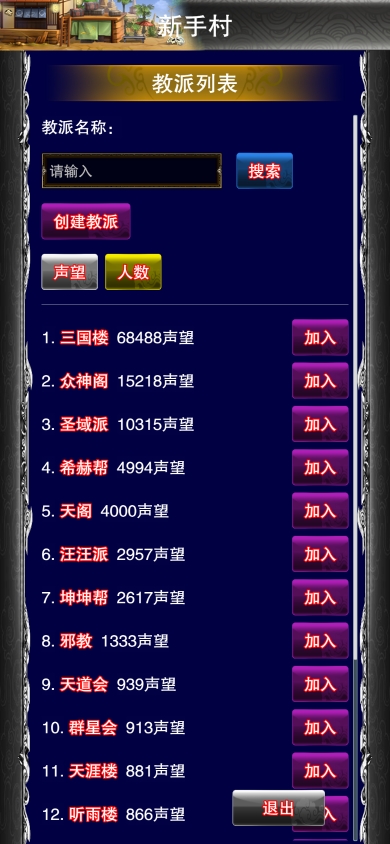 新手村
教派列表
教派名称：
请输入 搜索
创建教派
声望 人数
1. 三国楼 68488声望 加入
2. 众神阁 15218声望 加入
3. 圣域派 10315声望 加入
4. 希赫帮 4994声望 加入
5. 天阁 4000声望 加入
6. 汪汪派 2957声望 加入
7. 坤坤帮 2617声望 加入
8. 邪教 1333声望 加入
9. 天道会 939声望 加入
10. 群星会 913声望 加入
11. 天涯楼 881声望 加入
12. 听雨楼 866声望 入
退出